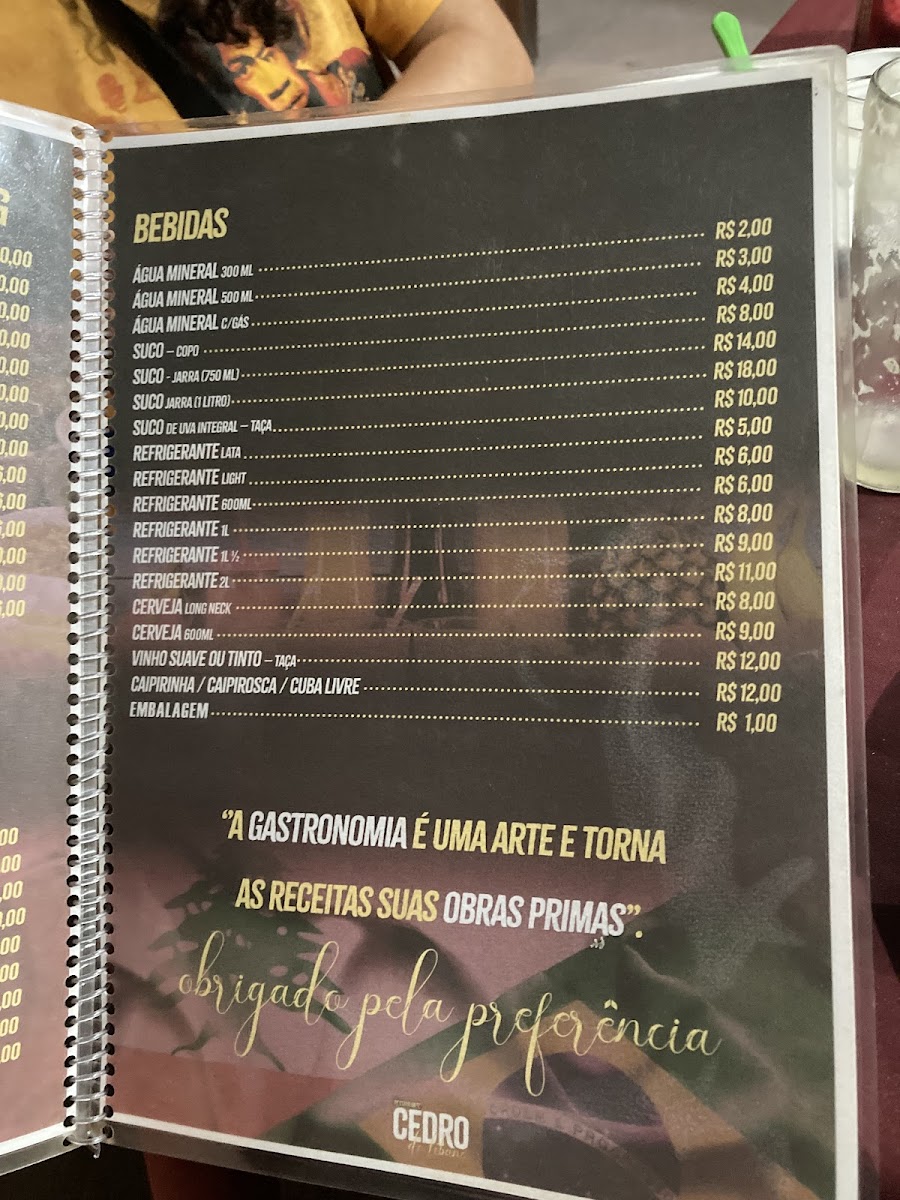 BEBIDAS
ÁGUA MINERAL 300 ML R$ 2,00
ÁGUA MINERAL 500 ML R$ 3,00
ÁGUA MINERAL C/GÁS R$ 4,00
SUCO – COPO R$ 8,00
SUCO - JARRA (750 ML) R$ 14,00
SUCO JARRA (1 LITRO) R$ 18,00
SUCO DE UVA INTEGRAL – TAÇA R$ 10,00
REFRIGERANTE LATA R$ 5,00
REFRIGERANTE LIGHT R$ 6,00
REFRIGERANTE 600ML R$ 6,00
REFRIGERANTE 1L R$ 8,00
REFRIGERANTE 1L ½ R$ 9,00
REFRIGERANTE 2L R$ 11,00
CERVEJA LONG NECK R$ 8,00
CERVEJA 600ML R$ 9,00
VINHO SUAVE OU TINTO – TAÇA R$ 12,00
CAIPIRINHA / CAIPIROSCA / CUBA LIVRE R$ 12,00
EMBALAGEM R$ 1,00
"A GASTRONOMIA É UMA ARTE E TORNA
AS RECEITAS SUAS OBRAS PRIMAS".
obrigado pela preferência
CEDRO
do Líbano